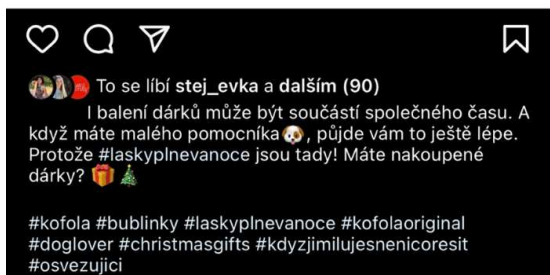 To se líbí stej_evka a dalším (90)
I balení dárků může být součástí společného času. A
když máte malého pomocníka🐶, půjde vám to ještě lépe.
Protože #laskyplnevanoce jsou tady! Máte nakoupené
dárky? 🎁🎄
#kofola #bublinky #laskyplnevanoce #kofolaoriginal
#doglover #christmasgifts #kdyzjimilujesnenicoresit
#osvezujici